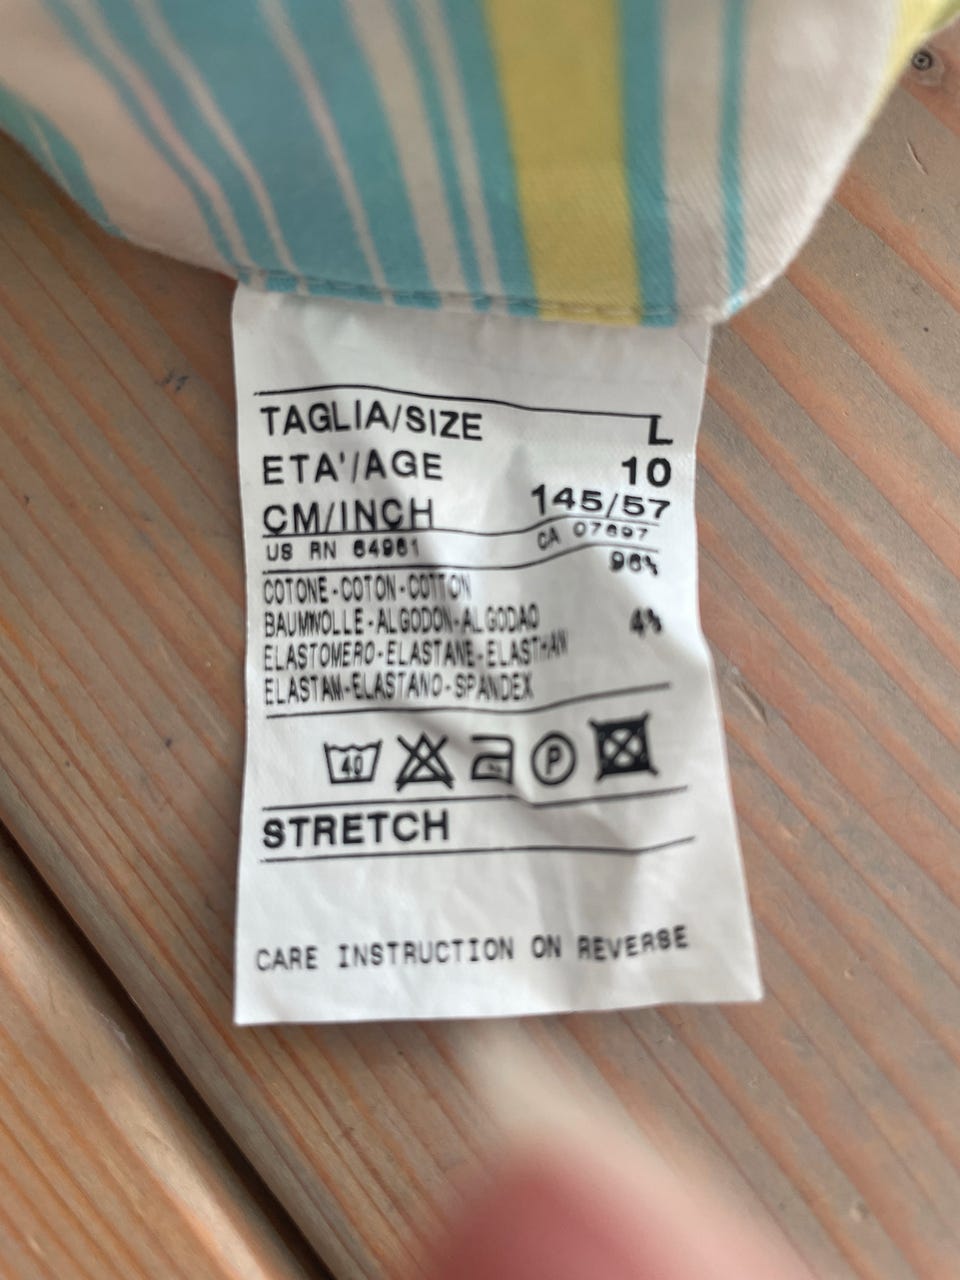 TAGLIA/SIZE L
ETA'/AGE 10
CM/INCH 145/57
US RN 64961 CA 07697
COTONE-COTON-COTTON 96%
BAUMWOLLE-ALGODON-ALGODAO
ELASTOMERO-ELASTANE-ELASTHAN 4%
ELASTAM-ELASTANO-SPANDEX
40 P
STRETCH
CARE INSTRUCTION ON REVERSE